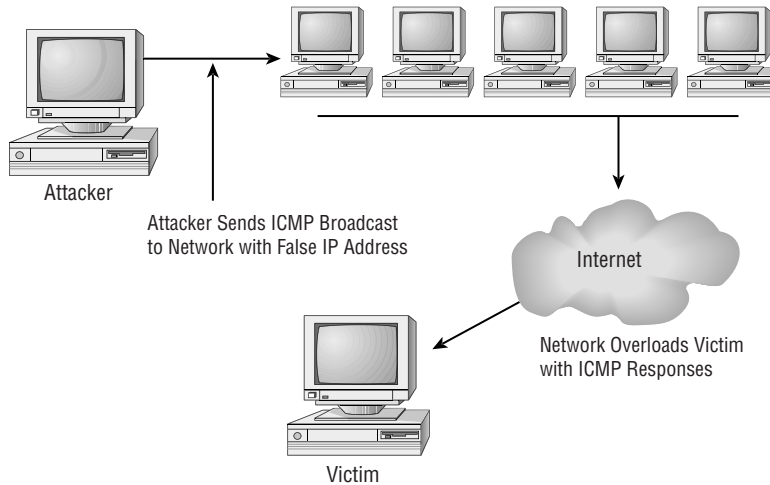 Attacker
Attacker Sends ICMP Broadcast
to Network with False IP Address
Internet
Network Overloads Victim
with ICMP Responses
Victim